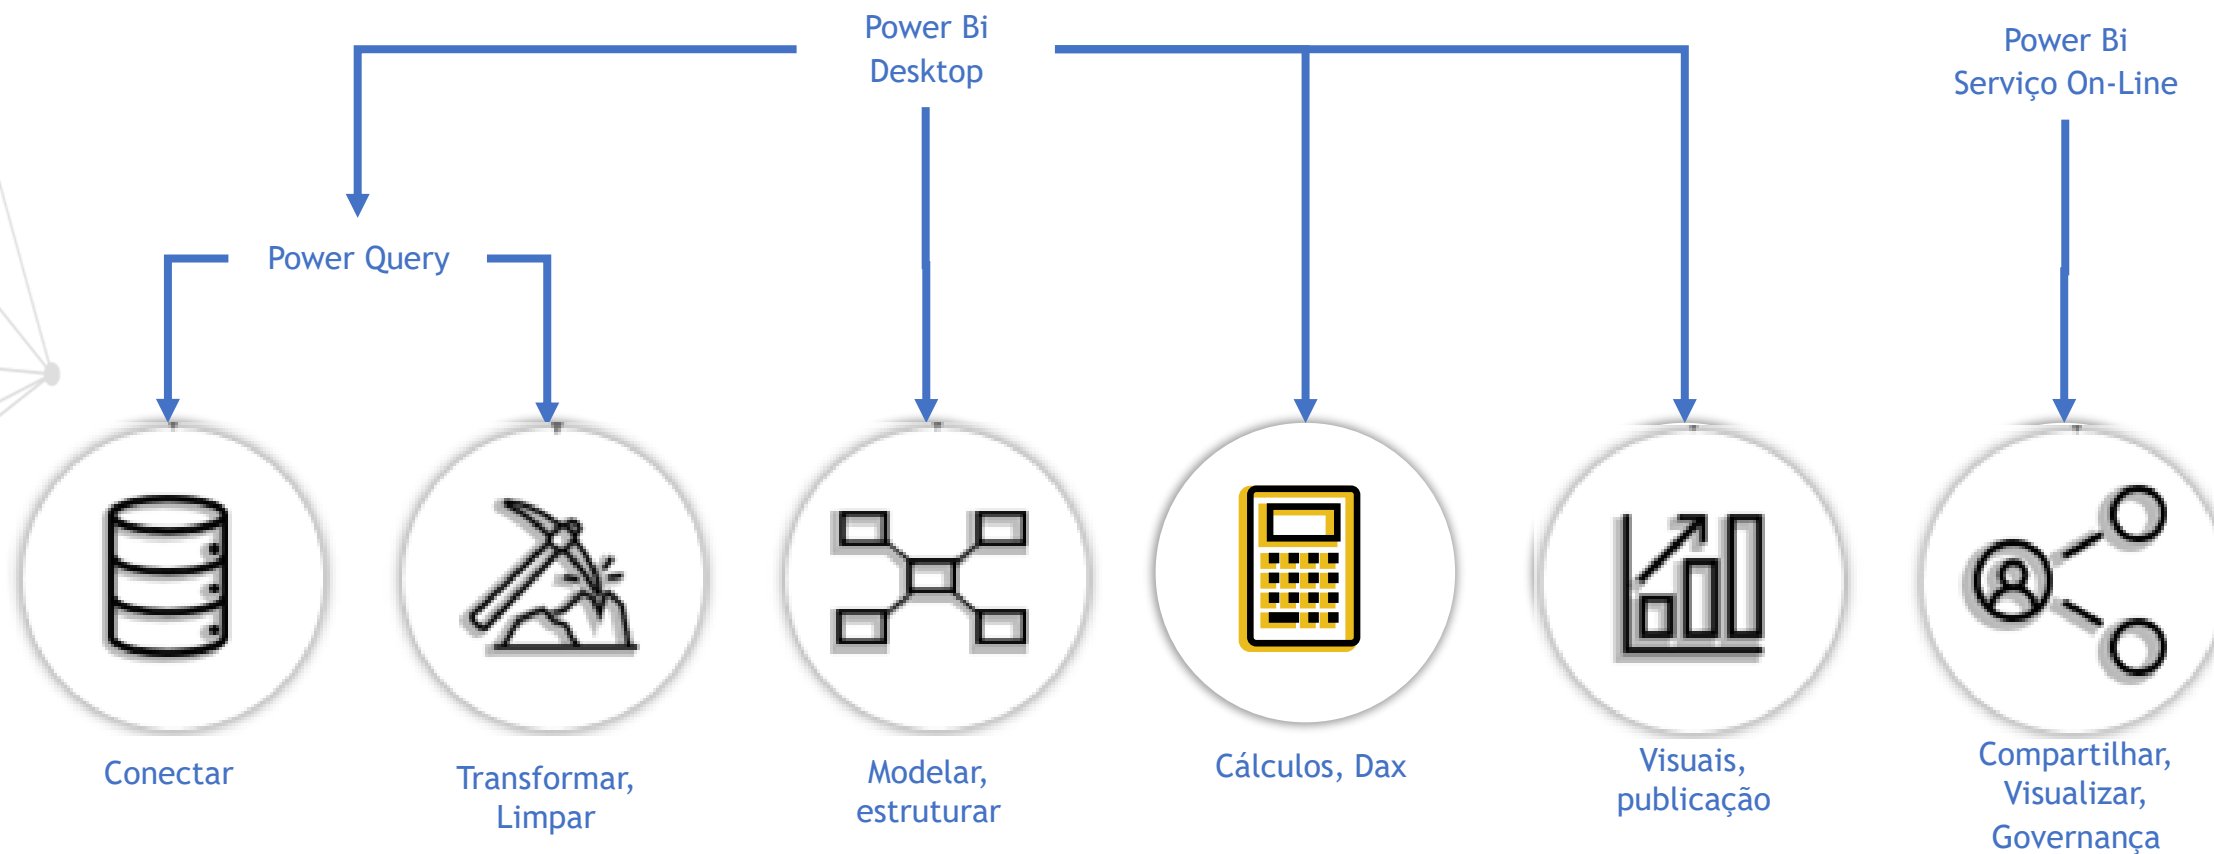 Power Bi
Desktop
Power Bi
Serviço On-Line
Power Query
Conectar
Transformar,
Limpar
Modelar,
estruturar
Cálculos, Dax
Visuais,
publicação
Compartilhar,
Visualizar,
Governança